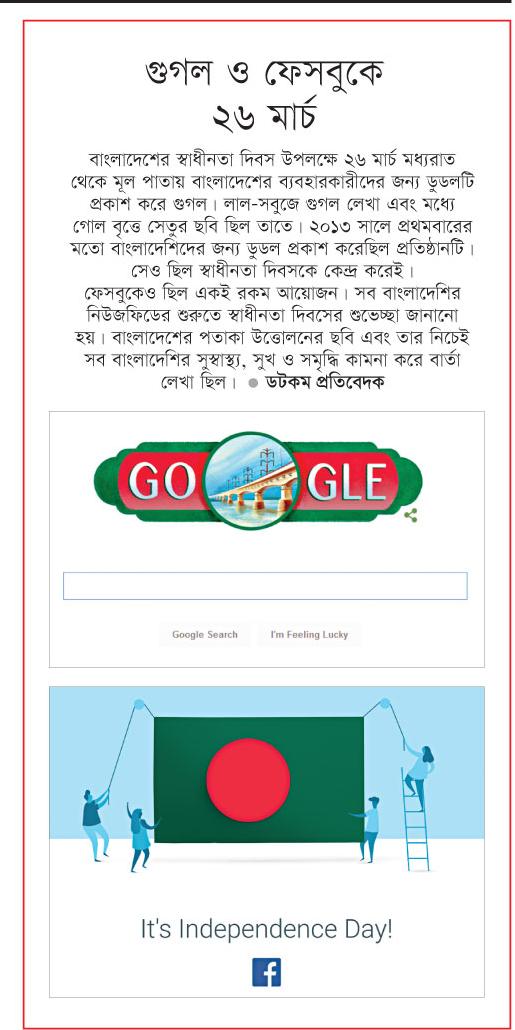 গুগল ও ফেসবুকে
২৬ মার্চ
বাংলাদেশের স্বাধীনতা দিবস উপলক্ষে ২৬ মার্চ মধ্যরাত
থেকে মূল পাতায় বাংলাদেশের ব্যবহারকারীদের জন্য ডুডলটি
প্রকাশ করে গুগল। লাল-সবুজে গুগল লেখা এবং মধ্যে
গোল বৃত্তে সেতুর ছবি ছিল তাতে। ২০১৩ সালে প্রথমবারের
মতো বাংলাদেশিদের জন্য ডুডল প্রকাশ করেছিল প্রতিষ্ঠানটি।
সেও ছিল স্বাধীনতা দিবসকে কেন্দ্র করেই।
ফেসবুকেও ছিল একই রকম আয়োজন। সব বাংলাদেশির
নিউজফিডের শুরুতে স্বাধীনতা দিবসের শুভেচ্ছা জানানো
হয়। বাংলাদেশের পতাকা উত্তোলনের ছবি এবং তার নিচেই
সব বাংলাদেশির সুস্বাস্থ্য, সুখ ও সমৃদ্ধি কামনা করে বার্তা
লেখা ছিল। ● ডটকম প্রতিবেদক
GO GLE
Google Search I'm Feeling Lucky
It's Independence Day!
f